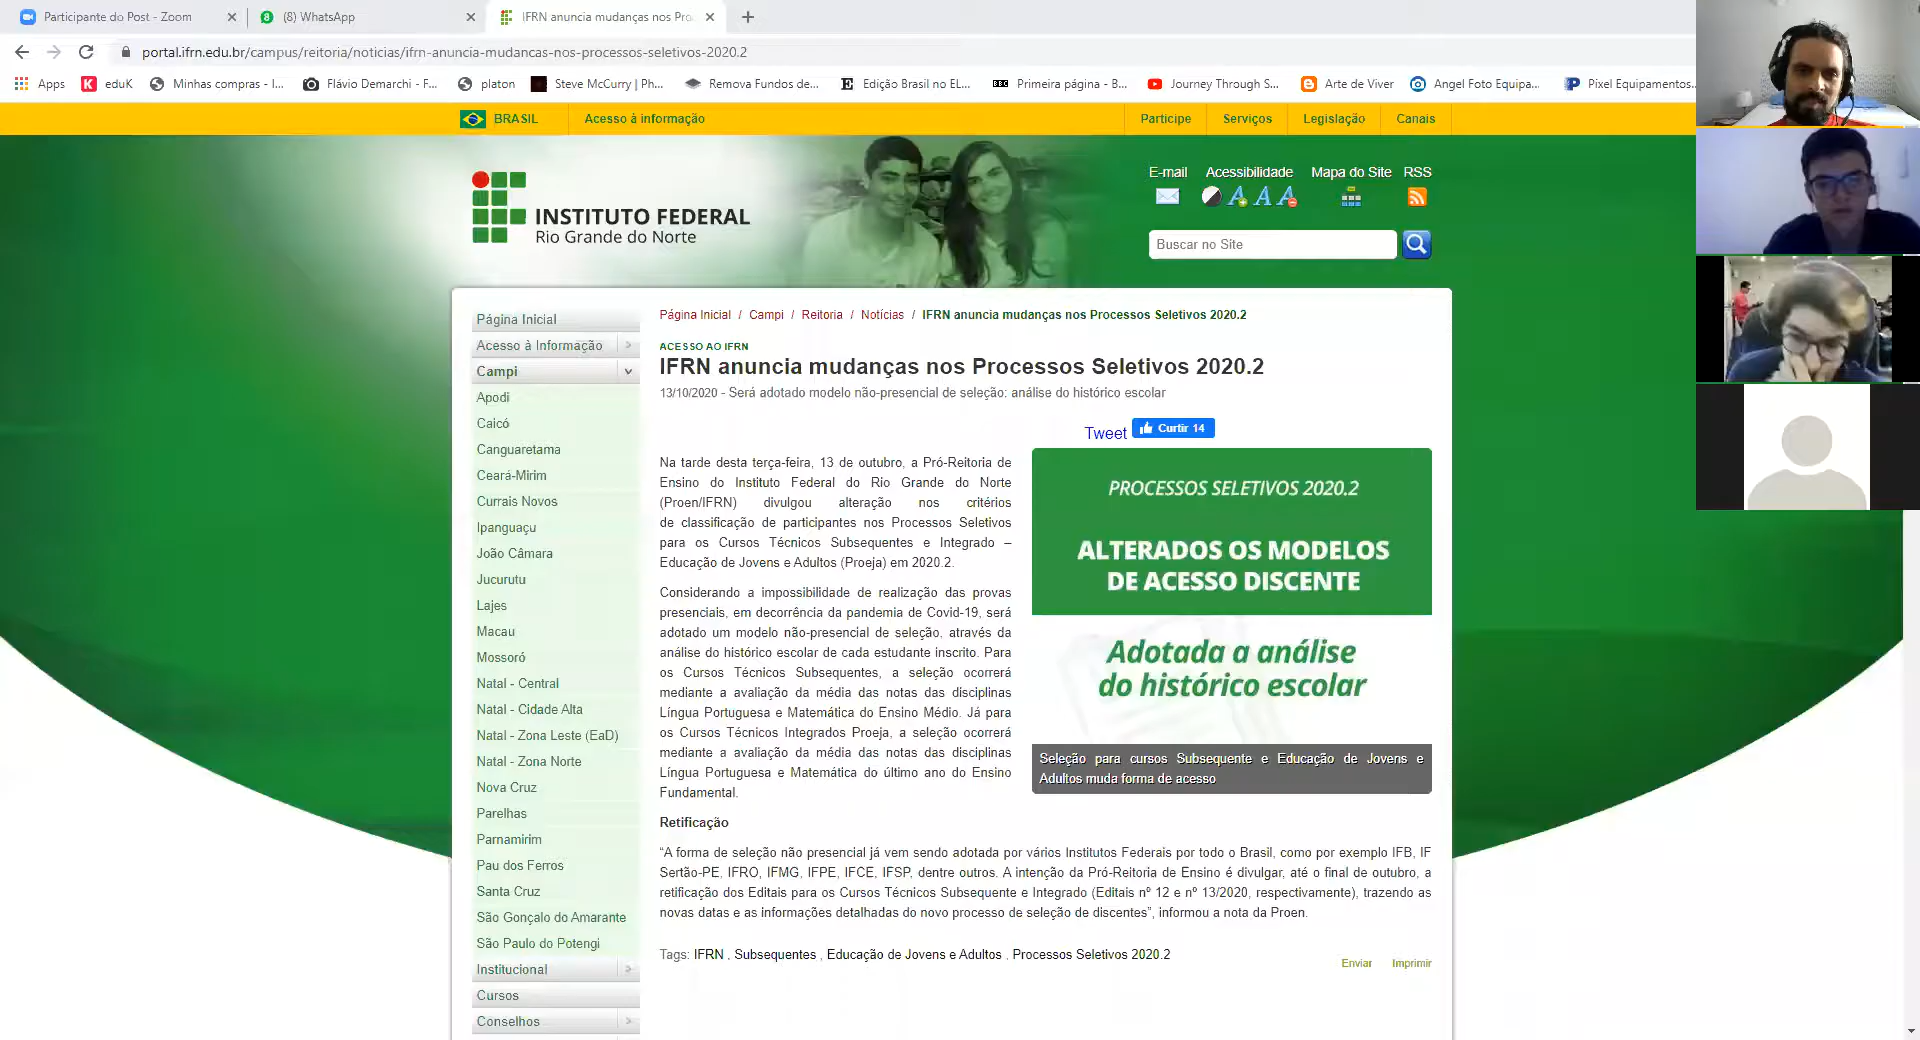 Participante do Post - Zoom
(8) WhatsApp
IFRN anuncia mudanças nos Pro
portal.ifrn.edu.br/campus/reitoria/noticias/ifrn-anuncia-mudancas-nos-processos-seletivos-2020.2
Apps eduK Minhas compras - I... Flávio Demarchi - F... platon Steve McCurry | Ph... Remova Fundos de... Edição Brasil no EL... BBC Primeira página - B... Journey Through S... Arte de Viver Angel Foto Equipa... Pixel Equipamentos...
BRASIL Acesso à informação Participe Serviços Legislação Canais
E-mail Acessibilidade Mapa do Site RSS
INSTITUTO FEDERAL
Rio Grande do Norte
Buscar no Site
Página Inicial
Acesso à Informação
Campi
Apodi
Caicó
Canguaretama
Ceará-Mirim
Currais Novos
Ipanguaçu
João Câmara
Jucurutu
Lajes
Macau
Mossoró
Natal - Central
Natal - Cidade Alta
Natal - Zona Leste (EaD)
Natal - Zona Norte
Nova Cruz
Parelhas
Parnamirim
Pau dos Ferros
Santa Cruz
São Gonçalo do Amarante
São Paulo do Potengi
Institucional
Cursos
Conselhos
Página Inicial / Campi / Reitoria / Notícias / IFRN anuncia mudanças nos Processos Seletivos 2020.2
ACESSO AO IFRN
IFRN anuncia mudanças nos Processos Seletivos 2020.2
13/10/2020 - Será adotado modelo não-presencial de seleção: análise do histórico escolar
Tweet Curtir 14
Na tarde desta terça-feira, 13 de outubro, a Pró-Reitoria de
Ensino do Instituto Federal do Rio Grande do Norte
(Proen/IFRN) divulgou alteração nos critérios
de classificação de participantes nos Processos Seletivos
para os Cursos Técnicos Subsequentes e Integrado –
Educação de Jovens e Adultos (Proeja) em 2020.2.
Considerando a impossibilidade de realização das provas
presenciais, em decorrência da pandemia de Covid-19, será
adotado um modelo não-presencial de seleção, através da
análise do histórico escolar de cada estudante inscrito. Para
os Cursos Técnicos Subsequentes, a seleção ocorrerá
mediante a avaliação da média das notas das disciplinas
Língua Portuguesa e Matemática do Ensino Médio. Já para
os Cursos Técnicos Integrados Proeja, a seleção ocorrerá
mediante a avaliação da média das notas das disciplinas
Língua Portuguesa e Matemática do último ano do Ensino
Fundamental.
PROCESSOS SELETIVOS 2020.2
ALTERADOS OS MODELOS
DE ACESSO DISCENTE
Adotada a análise
do histórico escolar
Seleção para cursos Subsequente e Educação de Jovens e
Adultos muda forma de acesso
Retificação
“A forma de seleção não presencial já vem sendo adotada por vários Institutos Federais por todo o Brasil, como por exemplo IFB, IF
Sertão-PE, IFRO, IFMG, IFPE, IFCE, IFSP, dentre outros. A intenção da Pró-Reitoria de Ensino é divulgar, até o final de outubro, a
retificação dos Editais para os Cursos Técnicos Subsequente e Integrado (Editais nº 12 e nº 13/2020, respectivamente), trazendo as
novas datas e as informações detalhadas do novo processo de seleção de discentes”, informou a nota da Proen.
Tags: IFRN , Subsequentes , Educação de Jovens e Adultos , Processos Seletivos 2020.2
Enviar Imprimir